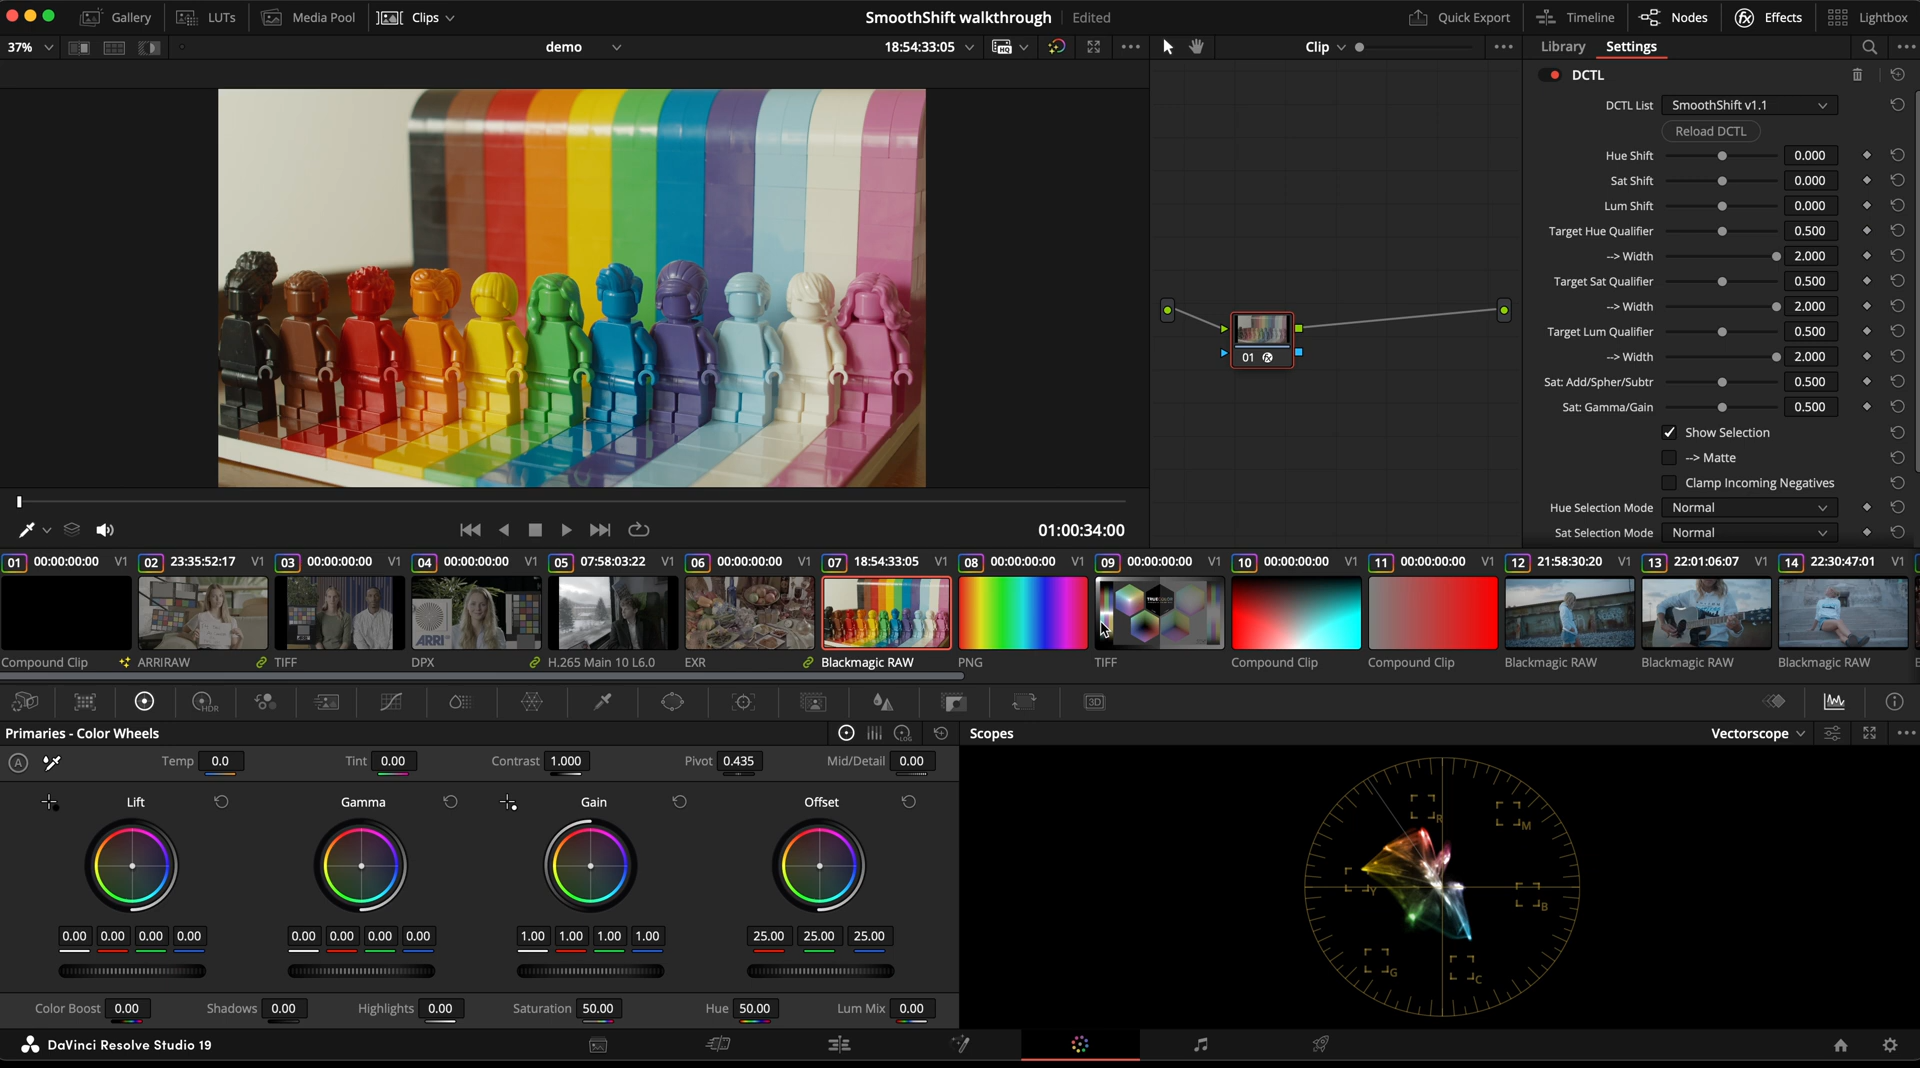 Gallery LUTs Media Pool Clips SmoothShift walkthrough Edited Quick Export Timeline Nodes Effects Lightbox
37% demo 18:54:33:05 HQ Clip Library Settings
DCTL
DCTL List SmoothShift v1.1
Reload DCTL
Hue Shift 0.000
Sat Shift 0.000
Lum Shift 0.000
Target Hue Qualifier 0.500
--> Width 2.000
Target Sat Qualifier 0.500
--> Width 2.000
Target Lum Qualifier 0.500
--> Width 2.000
Sat: Add/Spher/Subtr 0.500
Sat: Gamma/Gain 0.500
Show Selection
--> Matte
Clamp Incoming Negatives
Hue Selection Mode Normal
Sat Selection Mode Normal
01
01:00:34:00
01 00:00:00:00 V1 02 23:35:52:17 V1 03 00:00:00:00 V1 04 00:00:00:00 V1 05 07:58:03:22 V1 06 00:00:00:00 V1 07 18:54:33:05 V1 08 00:00:00:00 V1 09 00:00:00:00 V1 10 00:00:00:00 V1 11 00:00:00:00 V1 12 21:58:30:20 V1 13 22:01:06:07 V1 14 22:30:47:01 V1
ARRI TRUECOLOR
Compound Clip ARRIRAW TIFF DPX H.265 Main 10 L6.0 EXR Blackmagic RAW PNG TIFF Compound Clip Compound Clip Blackmagic RAW Blackmagic RAW Blackmagic RAW
HDR 3D
Primaries - Color Wheels LOG Scopes Vectorscope
A Temp 0.0 Tint 0.00 Contrast 1.000 Pivot 0.435 Mid/Detail 0.00
Lift Gamma Gain Offset
0.00 0.00 0.00 0.00 0.00 0.00 0.00 0.00 1.00 1.00 1.00 1.00 25.00 25.00 25.00
R M
Y B
G C
Color Boost 0.00 Shadows 0.00 Highlights 0.00 Saturation 50.00 Hue 50.00 Lum Mix 0.00
DaVinci Resolve Studio 19